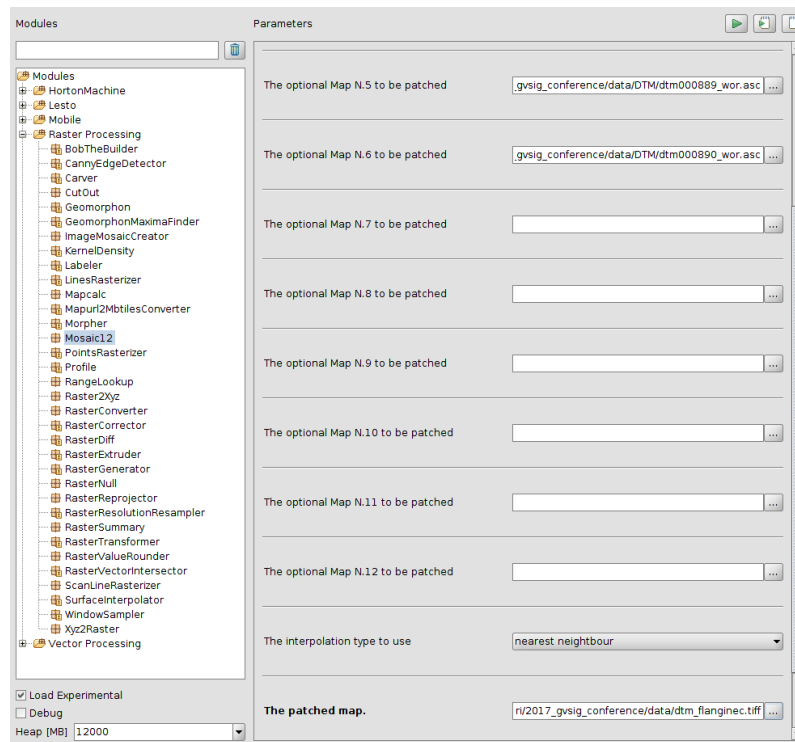 Modules
Parameters
Modules
HortonMachine
Lesto
Mobile
Raster Processing
BobTheBuilder
CannyEdgeDetector
Carver
CutOut
Geomorphon
GeomorphonMaximaFinder
ImageMosaicCreator
KernelDensity
Labeler
LinesRasterizer
Mapcalc
Mapurl2MbtilesConverter
Morpher
Mosaic12
PointsRasterizer
Profile
RangeLookup
Raster2Xyz
RasterConverter
RasterCorrector
RasterDiff
RasterExtruder
RasterGenerator
RasterNull
RasterReprojector
RasterResolutionResampler
RasterSummary
RasterTransformer
RasterValueRounder
RasterVectorIntersector
ScanLineRasterizer
SurfaceInterpolator
WindowSampler
Xyz2Raster
Vector Processing
Load Experimental
Debug
Heap [MB] 12000
The optional Map N.5 to be patched _gvsig_conference/data/DTM/dtm000889_wor.asc ...
The optional Map N.6 to be patched _gvsig_conference/data/DTM/dtm000890_wor.asc ...
The optional Map N.7 to be patched ...
The optional Map N.8 to be patched ...
The optional Map N.9 to be patched ...
The optional Map N.10 to be patched ...
The optional Map N.11 to be patched ...
The optional Map N.12 to be patched ...
The interpolation type to use nearest neightbour
The patched map. ri/2017_gvsig_conference/data/dtm_flanginec.tiff ...